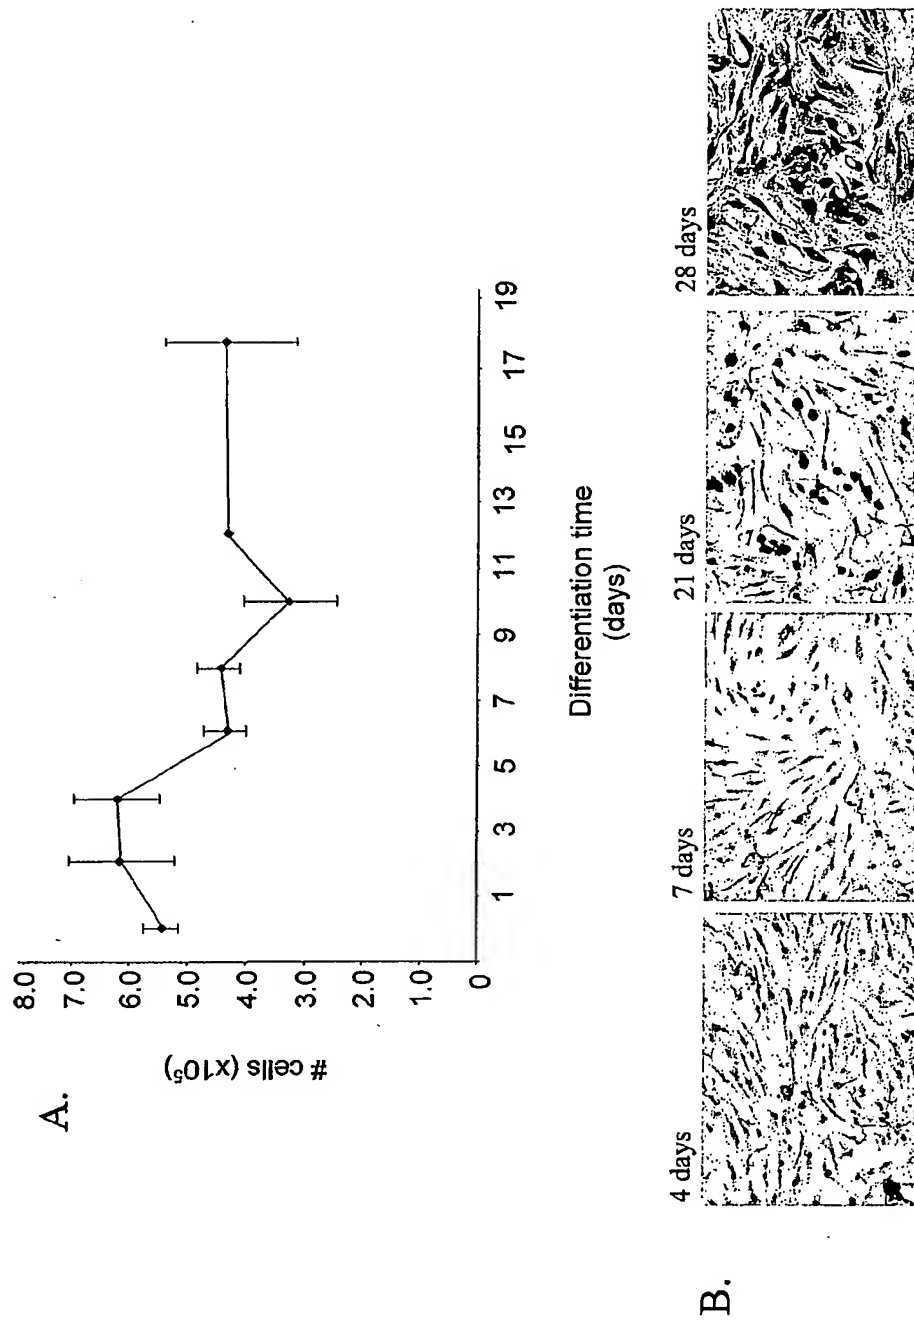 A.
# cells (x10⁵)
8.0
7.0
6.0
5.0
4.0
3.0
2.0
1.0
0
1 3 5 7 9 11 13 15 17 19
Differentiation time
(days)
B.
4 days 7 days 21 days 28 days